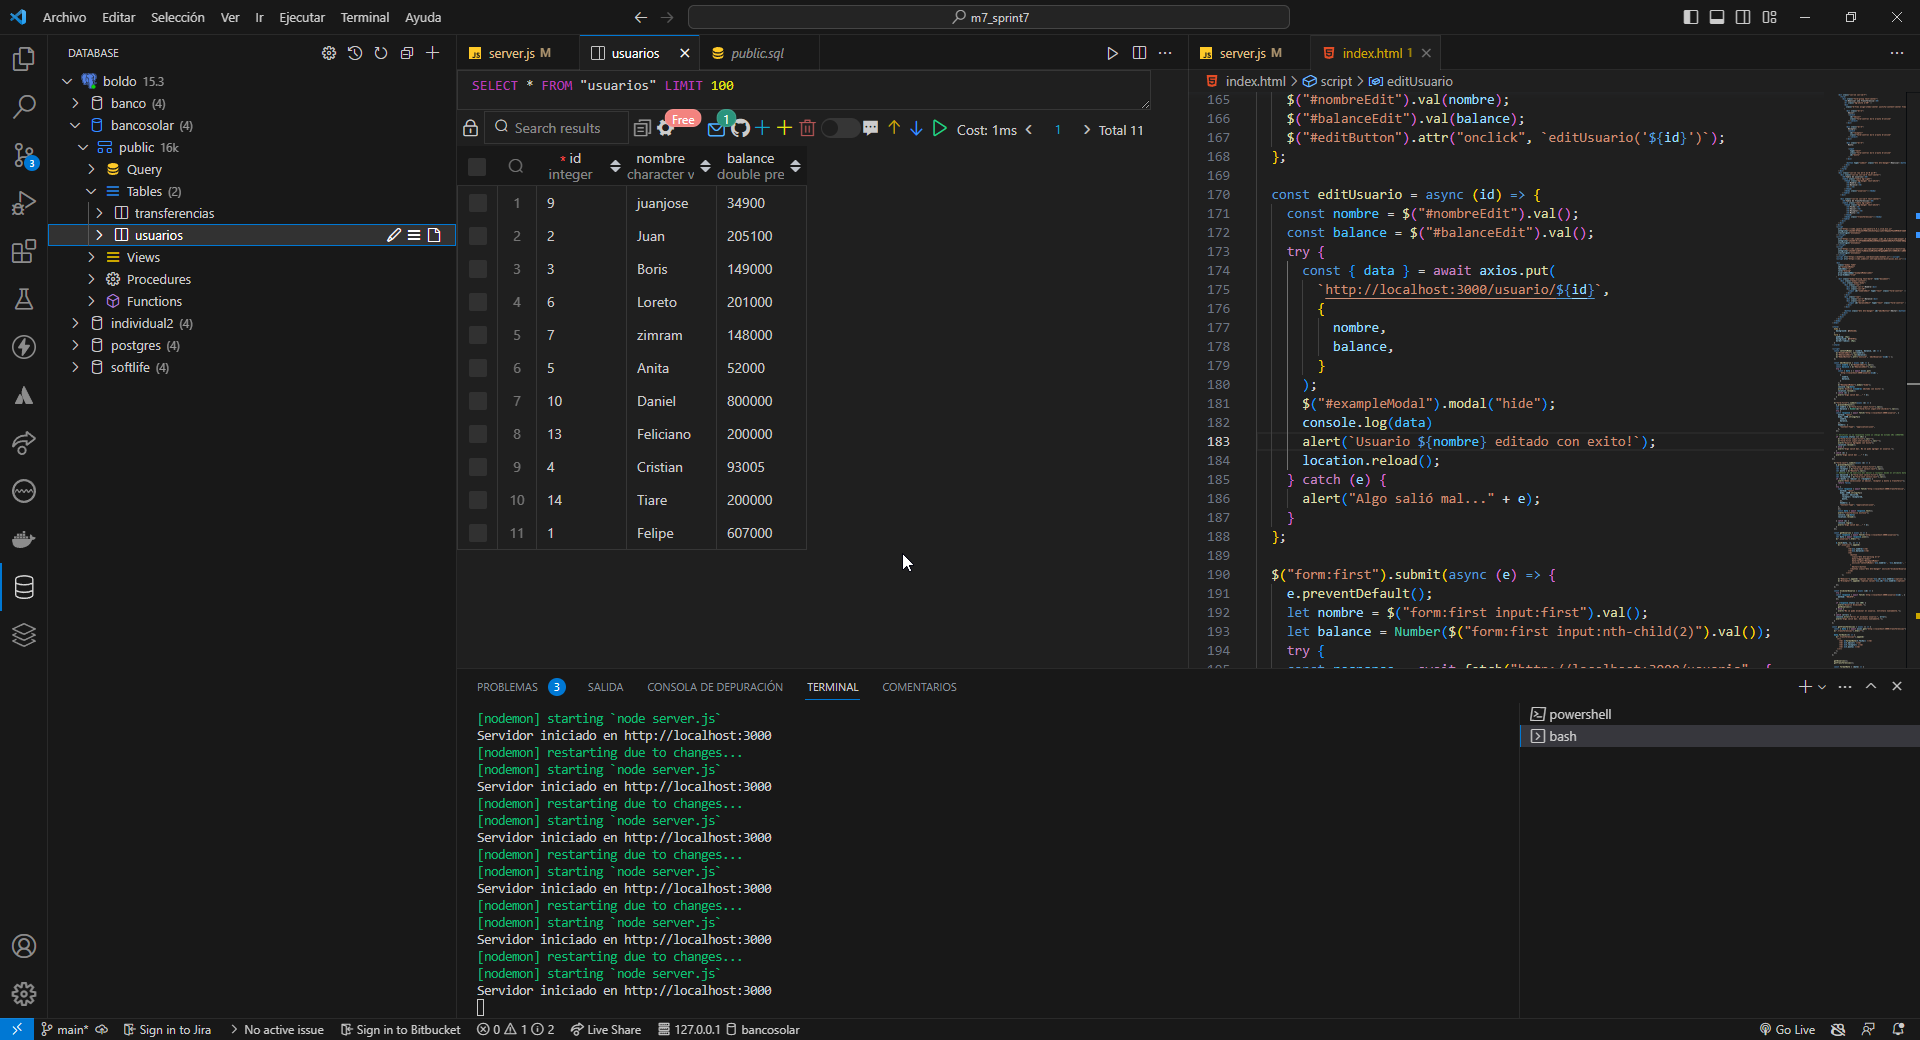 Archivo Editar Selección Ver Ir Ejecutar Terminal Ayuda
m7_sprint7
DATABASE
boldo 15.3
banco (4)
bancosolar (4)
public 16k
Query
Tables (2)
transferencias
usuarios
Views
Procedures
Functions
individual2 (4)
postgres (4)
softlife (4)
3
server.js M
usuarios
public.sql
SELECT * FROM "usuarios" LIMIT 100
Search results
Free
1
Cost: 1ms
1
Total 11
* id
integer
nombre
character v
balance
double pre
1 9 juanjose 34900
2 2 Juan 205100
3 3 Boris 149000
4 6 Loreto 201000
5 7 zimram 148000
6 5 Anita 52000
7 10 Daniel 800000
8 13 Feliciano 200000
9 4 Cristian 93005
10 14 Tiare 200000
11 1 Felipe 607000
server.js M
index.html 1
index.html > script > editUsuario
165 $("#nombreEdit").val(nombre);
166 $("#balanceEdit").val(balance);
167 $("#editButton").attr("onclick", `editUsuario('${id}')`);
168 };
169
170 const editUsuario = async (id) => {
171 const nombre = $("#nombreEdit").val();
172 const balance = $("#balanceEdit").val();
173 try {
174 const { data } = await axios.put(
175 `http://localhost:3000/usuario/${id}`,
176 {
177 nombre,
178 balance,
179 }
180 );
181 $("#exampleModal").modal("hide");
182 console.log(data)
183 alert(`Usuario ${nombre} editado con exito!`);
184 location.reload();
185 } catch (e) {
186 alert("Algo salió mal..." + e);
187 }
188 };
189
190 $("form:first").submit(async (e) => {
191 e.preventDefault();
192 let nombre = $("form:first input:first").val();
193 let balance = Number($("form:first input:nth-child(2)").val());
194 try {
PROBLEMAS 3 SALIDA CONSOLA DE DEPURACIÓN TERMINAL COMENTARIOS
[nodemon] starting `node server.js`
Servidor iniciado en http://localhost:3000
[nodemon] restarting due to changes...
[nodemon] starting `node server.js`
Servidor iniciado en http://localhost:3000
[nodemon] restarting due to changes...
[nodemon] starting `node server.js`
Servidor iniciado en http://localhost:3000
[nodemon] restarting due to changes...
[nodemon] starting `node server.js`
Servidor iniciado en http://localhost:3000
[nodemon] restarting due to changes...
[nodemon] starting `node server.js`
Servidor iniciado en http://localhost:3000
[nodemon] restarting due to changes...
[nodemon] starting `node server.js`
Servidor iniciado en http://localhost:3000
powershell
bash
main* Sign in to Jira No active issue Sign in to Bitbucket 0 1 2 Live Share 127.0.0.1 bancosolar Go Live